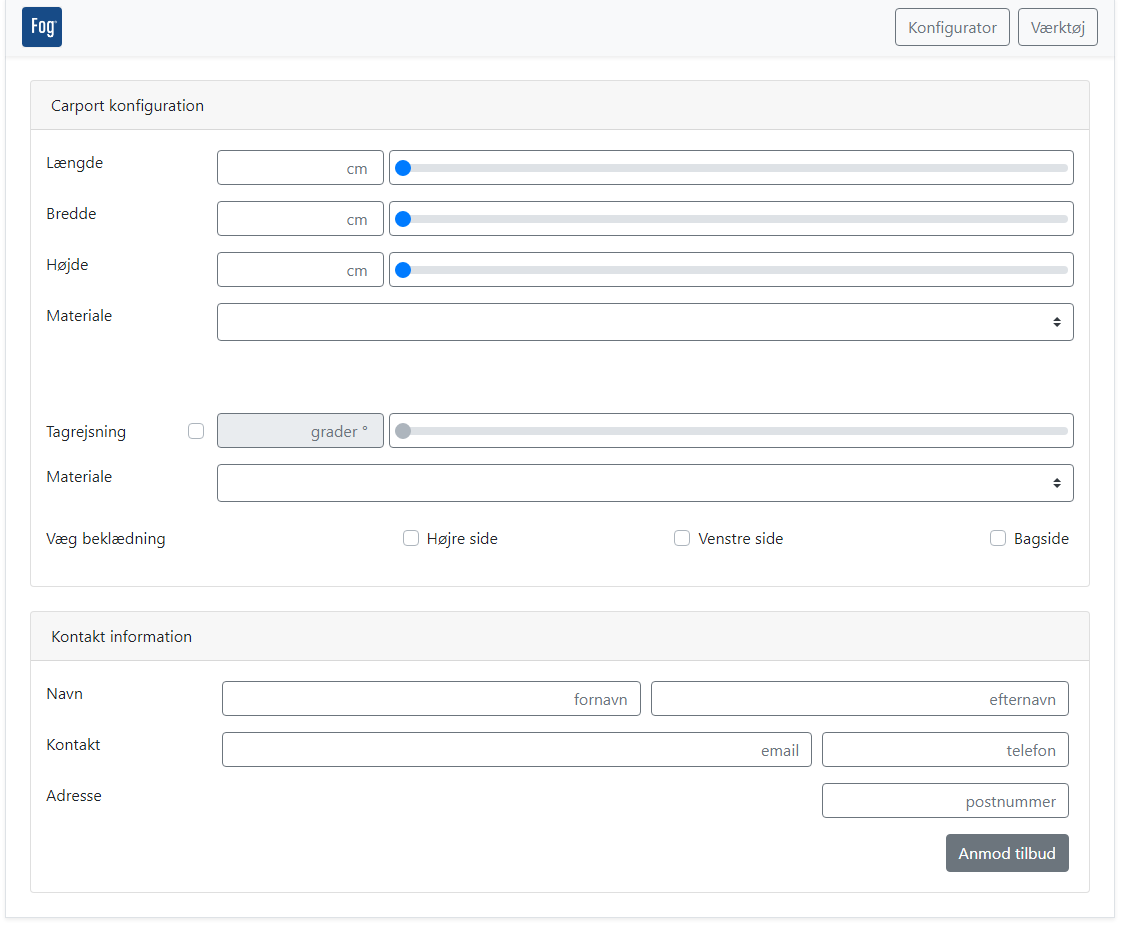 Fog
Konfigurator Værktøj
Carport konfiguration
Længde cm
Bredde cm
Højde cm
Materiale
Tagrejsning grader °
Materiale
Væg beklædning Højre side Venstre side Bagside
Kontakt information
Navn fornavn efternavn
Kontakt email telefon
Adresse postnummer
Anmod tilbud